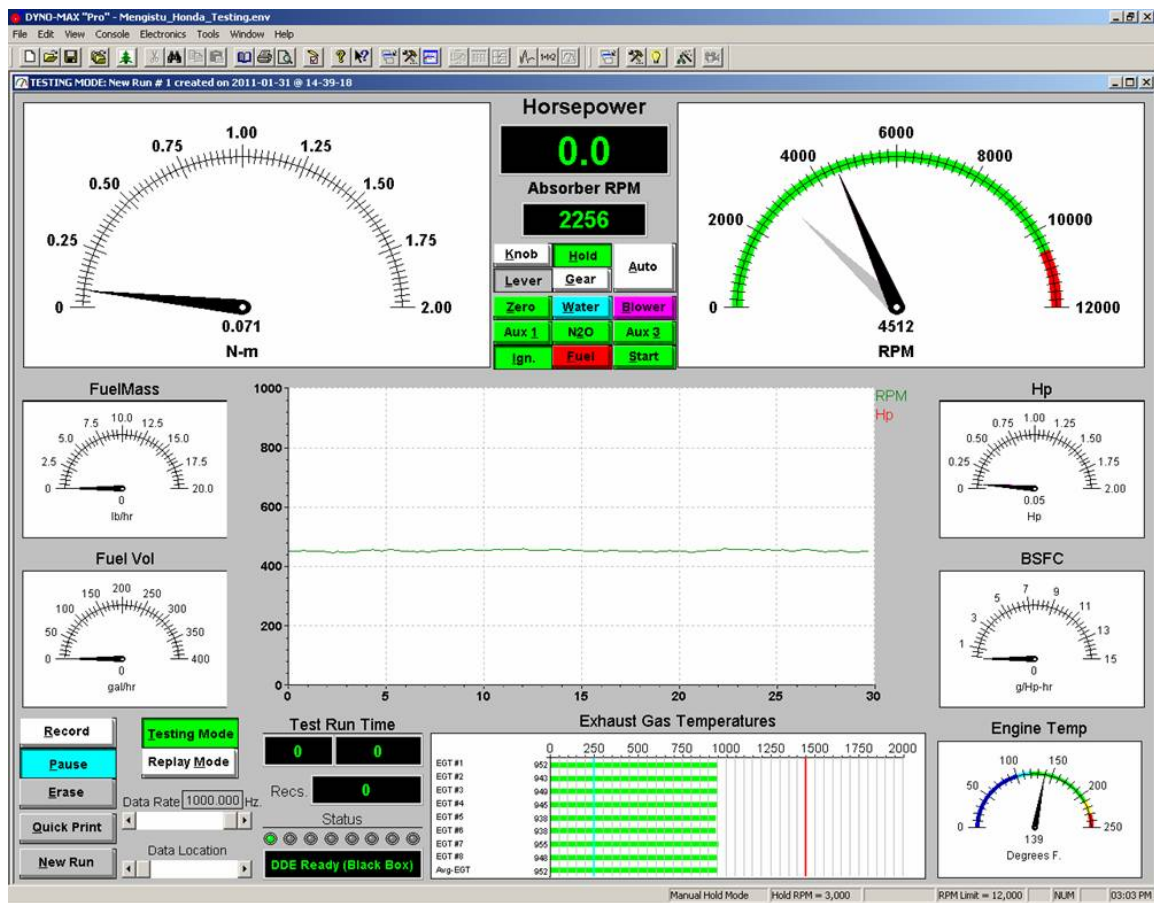 DYNO-MAX "Pro" - Mengistu_Honda_Testing.env
File Edit View Console Electronics Tools Window Help
TESTING MODE: New Run # 1 created on 2011-01-31 @ 14-39-18
0 0.25 0.50 0.75 1.00 1.25 1.50 1.75 2.00
0.071
N-m
Horsepower
0.0
Absorber RPM
2256
Knob Hold Auto
Lever Gear
Zero Water Blower
Aux 1 N2O Aux 3
Ign. Fuel Start
0 2000 4000 6000 8000 10000 12000
4512
RPM
FuelMass
0 2.5 5.0 7.5 10.0 12.5 15.0 17.5 20.0
0
lb/hr
Fuel Vol
0 50 100 150 200 250 300 350 400
0
gal/hr
1000
800
600
400
200
0
0 5 10 15 20 25 30
RPM
Hp
Hp
0 0.25 0.50 0.75 1.00 1.25 1.50 1.75 2.00
0.05
Hp
BSFC
1 3 5 7 9 11 13 15
0
g/Hp-hr
Record
Pause
Erase
Quick Print
New Run
Testing Mode
Replay Mode
Data Rate 1000.000 Hz.
Data Location
Test Run Time
0 0
Recs. 0
Status
DDE Ready (Black Box)
Exhaust Gas Temperatures
0 250 500 750 1000 1250 1500 1750 2000
EGT #1 952
EGT #2 943
EGT #3 949
EGT #4 945
EGT #5 938
EGT #6 938
EGT #7 955
EGT #8 948
Avg-EGT 952
Engine Temp
0 50 100 150 200 250
139
Degrees F.
Manual Hold Mode Hold RPM = 3,000 RPM Limit = 12,000 NUM 03:03 PM